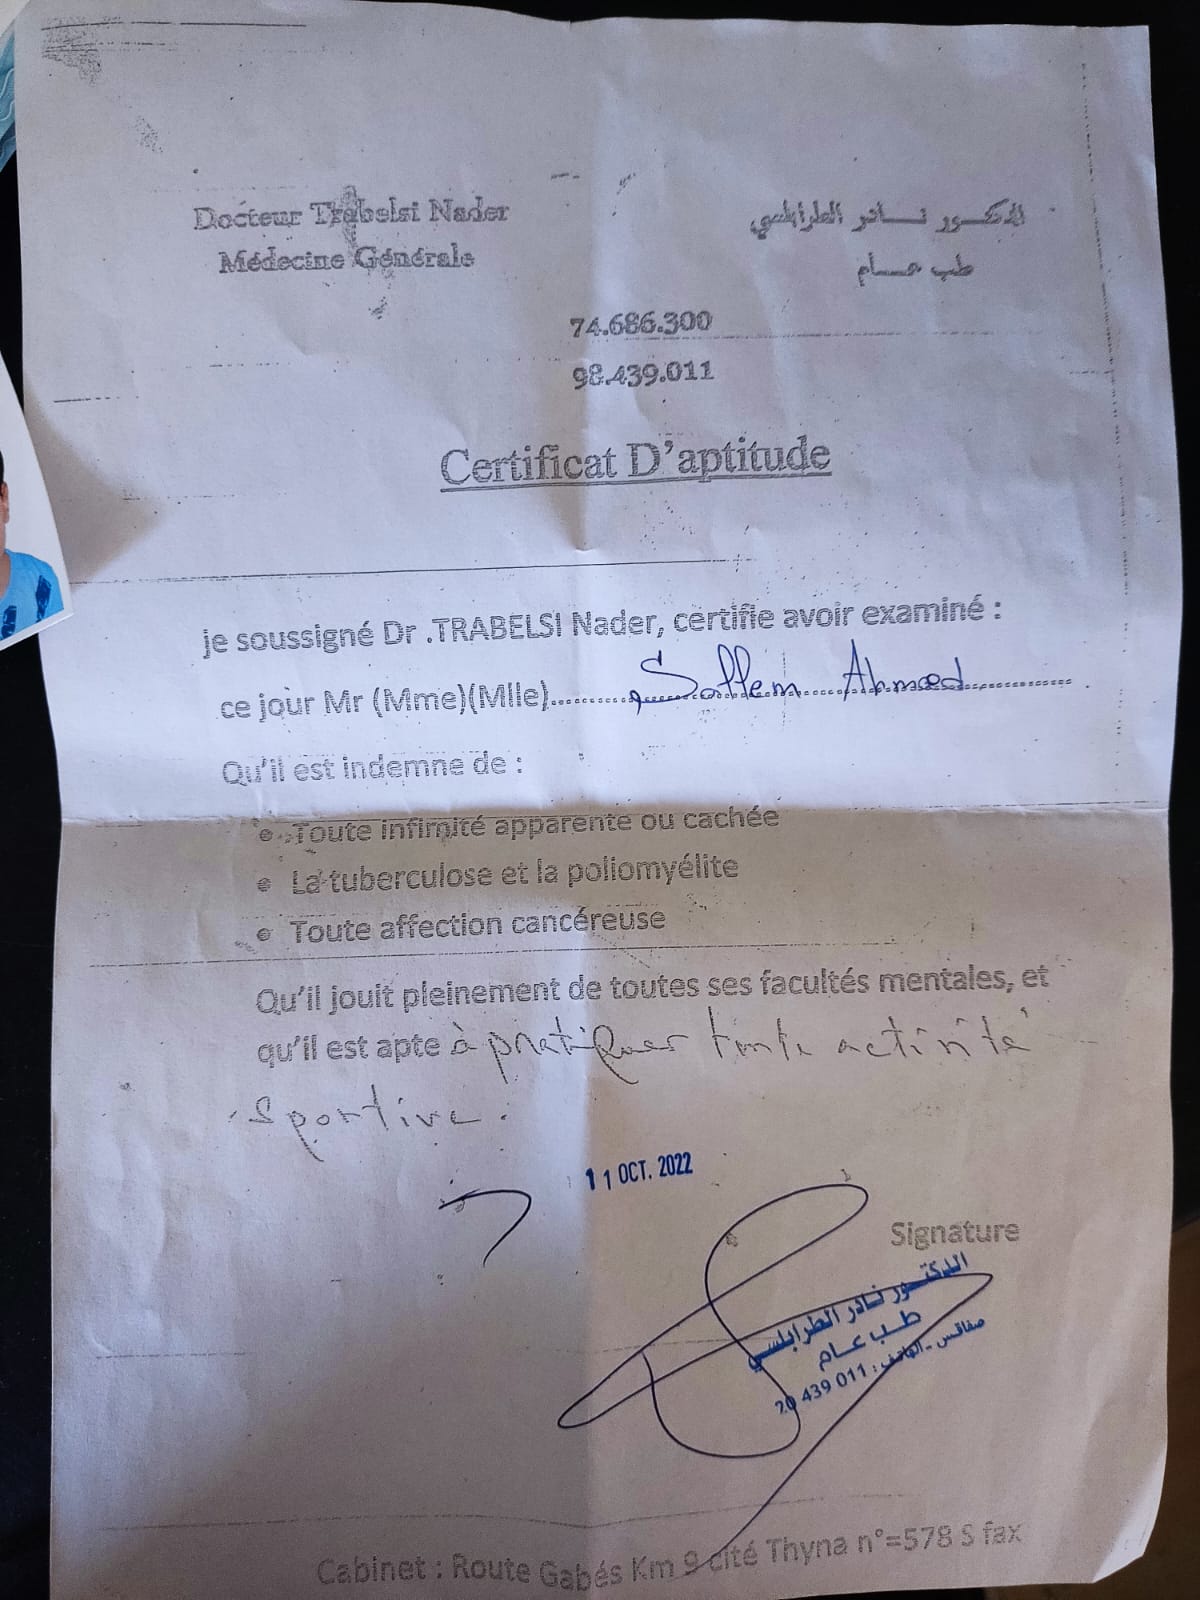 Docteur Trabelsi Nader
الدكتور نادر الطرابلسي
Médecine Générale
طب عام
74.686.300
98.439.011
Certificat D'aptitude
je soussigné Dr .TRABELSI Nader, certifie avoir examiné :
ce jour Mr (Mme)(Mlle)..........Sallem Ahmed..............
Qu'il est indemne de :
• Toute infirmité apparente ou cachée
• La tuberculose et la poliomyélite
• Toute affection cancéreuse
Qu'il jouit pleinement de toutes ses facultés mentales, et
qu'il est apte à pratiquer toute activité
sportive.
11 OCT. 2022
Signature
الدكتور نادر الطرابلسي
طب عام
صفاقس - الهاتف : 20 439 011
Cabinet : Route Gabés Km 9 cité Thyna n°=578 S fax